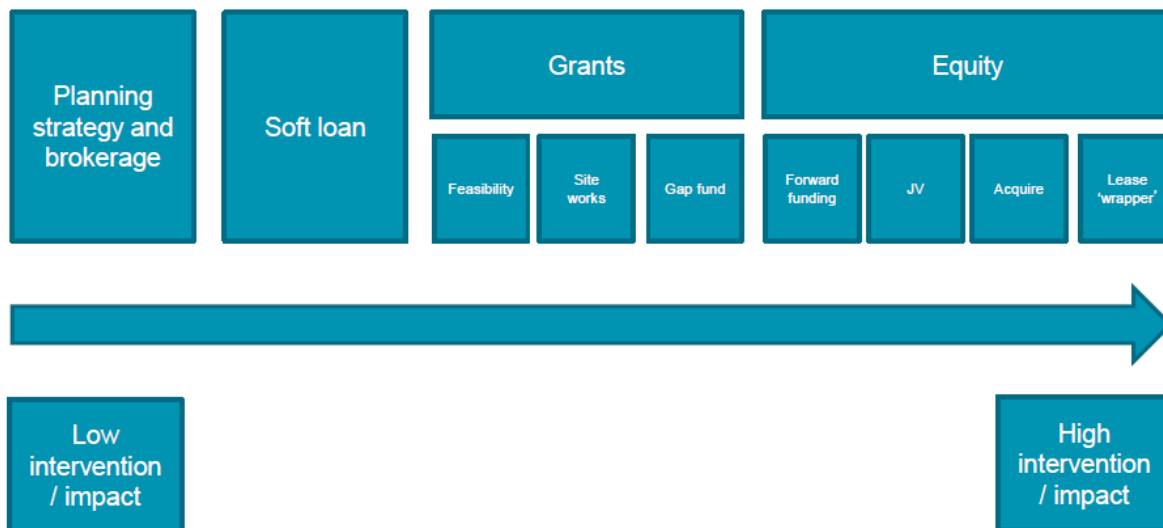 Planning
strategy and
brokerage
Soft loan
Grants
Equity
Feasibility
Site
works
Gap fund
Forward
funding
JV
Acquire
Lease
‘wrapper’
Low
intervention
/ impact
High
intervention
/ impact